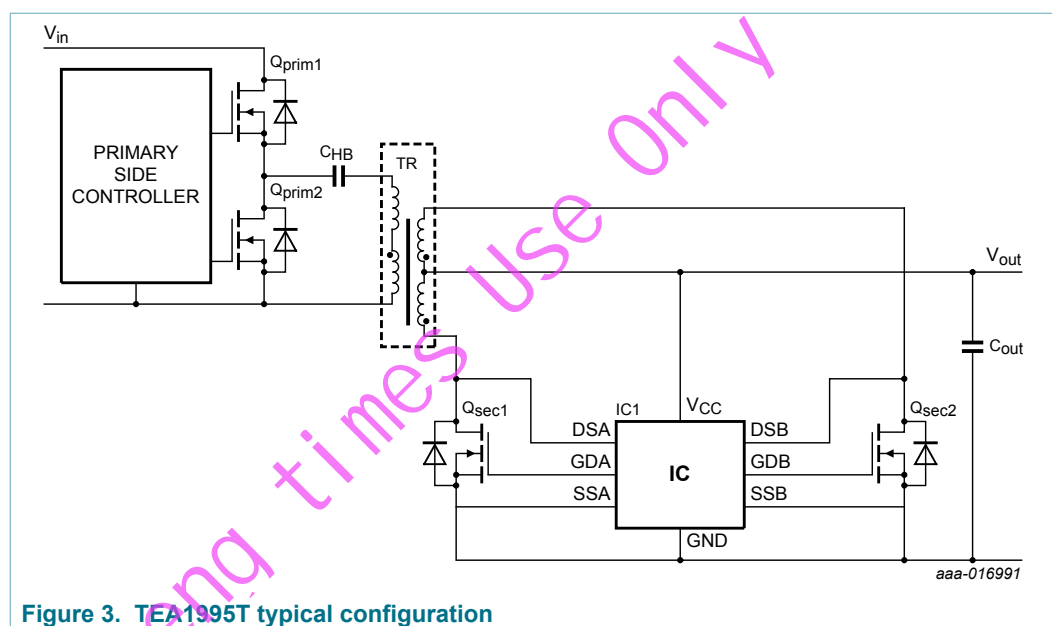 Vin
Qprim1
PRIMARY
SIDE
CONTROLLER
CHB
TR
Qprim2
Vout
Cout
Qsec1
IC1
VCC
Qsec2
DSA
DSB
GDA
IC
GDB
SSA
SSB
GND
aaa-016991
eng times Use Only
Figure 3. TEA1995T typical configuration